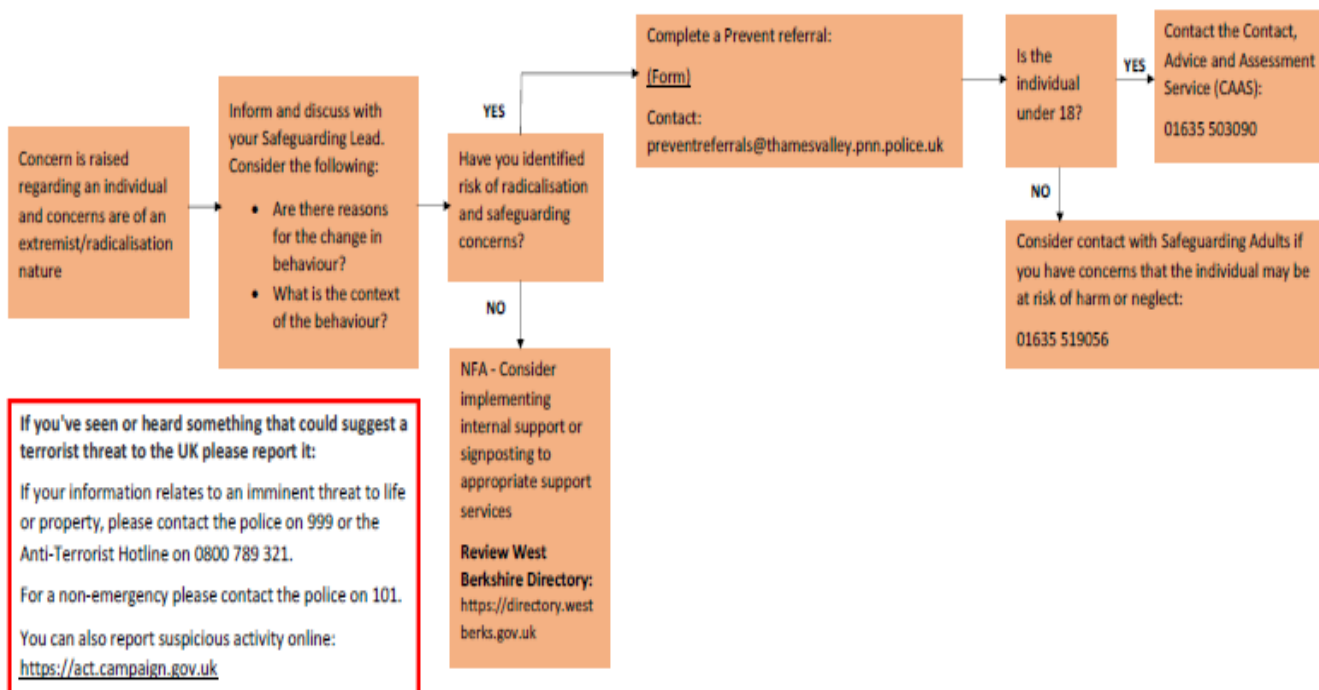 Concern is raised
regarding an individual
and concerns are of an
extremist/radicalisation
nature
Inform and discuss with
your Safeguarding Lead.
Consider the following:
• Are there reasons
for the change in
behaviour?
• What is the context
of the behaviour?
YES
Have you identified
risk of radicalisation
and safeguarding
concerns?
NO
NFA - Consider
implementing
internal support or
signposting to
appropriate support
services
Review West
Berkshire Directory:
https://directory.west
berks.gov.uk
Complete a Prevent referral:
(Form)
Contact:
preventreferrals@thamesvalley.pnn.police.uk
Is the
individual
under 18?
YES
Contact the Contact,
Advice and Assessment
Service (CAAS):
01635 503090
NO
Consider contact with Safeguarding Adults if
you have concerns that the individual may be
at risk of harm or neglect:
01635 519056
If you've seen or heard something that could suggest a
terrorist threat to the UK please report it:
If your information relates to an imminent threat to life
or property, please contact the police on 999 or the
Anti-Terrorist Hotline on 0800 789 321.
For a non-emergency please contact the police on 101.
You can also report suspicious activity online:
https://act.campaign.gov.uk